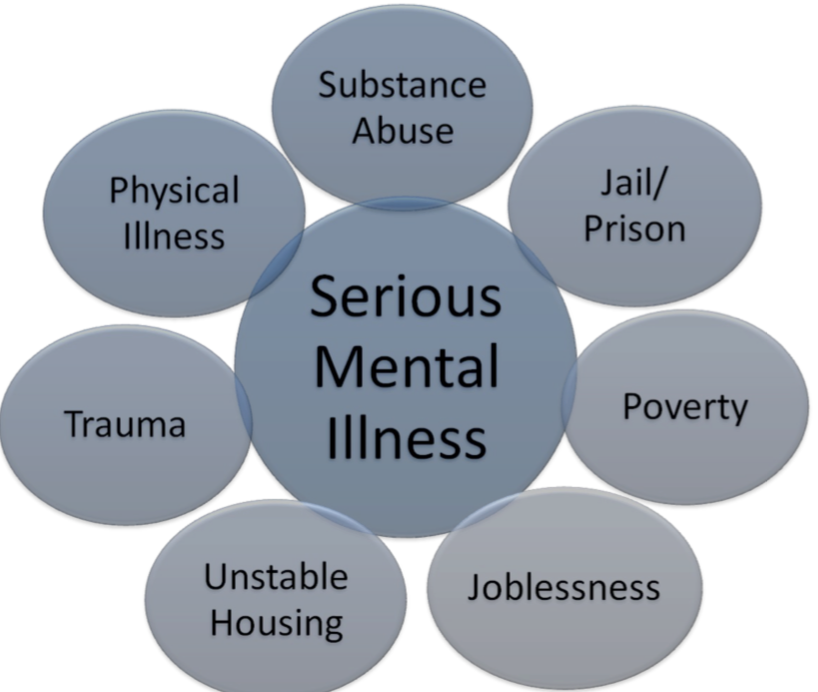 Substance
Abuse
Physical
Illness
Jail/
Prison
Serious
Mental
Illness
Trauma
Poverty
Unstable
Housing
Joblessness